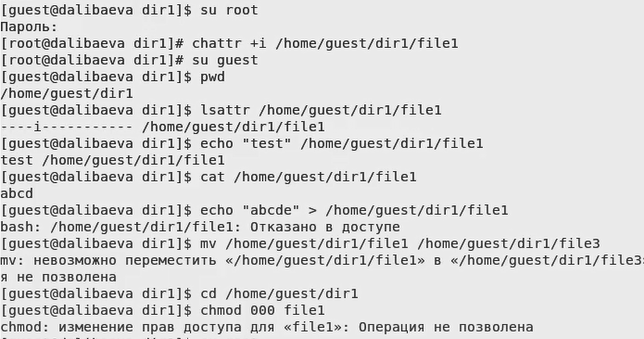 [guest@dalibaeva dir1]$ su root
Пароль:
[root@dalibaeva dir1]# chattr +i /home/guest/dir1/file1
[root@dalibaeva dir1]# su guest
[guest@dalibaeva dir1]$ pwd
/home/guest/dir1
[guest@dalibaeva dir1]$ lsattr /home/guest/dir1/file1
----i----------- /home/guest/dir1/file1
[guest@dalibaeva dir1]$ echo "test" /home/guest/dir1/file1
test /home/guest/dir1/file1
[guest@dalibaeva dir1]$ cat /home/guest/dir1/file1
abcd
[guest@dalibaeva dir1]$ echo "abcde" > /home/guest/dir1/file1
bash: /home/guest/dir1/file1: Отказано в доступе
[guest@dalibaeva dir1]$ mv /home/guest/dir1/file1 /home/guest/dir1/file3
mv: невозможно переместить «/home/guest/dir1/file1» в «/home/guest/dir1/file3»
я не позволена
[guest@dalibaeva dir1]$ cd /home/guest/dir1
[guest@dalibaeva dir1]$ chmod 000 file1
chmod: изменение прав доступа для «file1»: Операция не позволена